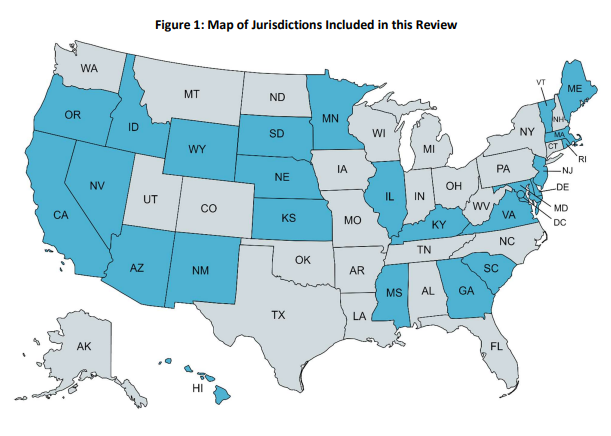 Figure 1: Map of Jurisdictions Included in this Review
WA
MT
ND
MN
VT
ME
OR
ID
SD
WI
MI
NY
NH
MA
CT
RI
WY
NE
IA
IL
IN
OH
PA
NJ
DE
MD
DC
NV
UT
CO
KS
MO
KY
WV
VA
CA
AZ
NM
OK
AR
TN
NC
SC
TX
LA
MS
AL
GA
FL
AK
HI